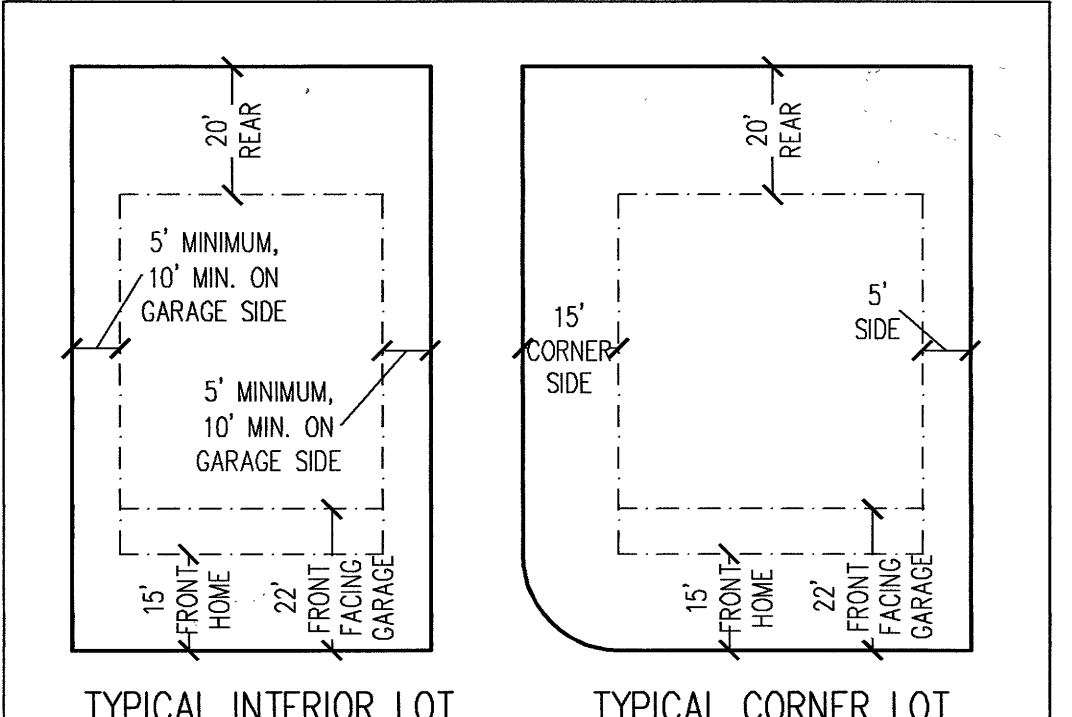 20'
REAR
5' MINIMUM,
10' MIN. ON
GARAGE SIDE
5' MINIMUM,
10' MIN. ON
GARAGE SIDE
15'
FRONT
HOME
22'
FRONT
FACING
GARAGE
TYPICAL INTERIOR LOT
20'
REAR
15'
CORNER
SIDE
5'
SIDE
15'
FRONT
HOME
22'
FRONT
FACING
GARAGE
TYPICAL CORNER LOT